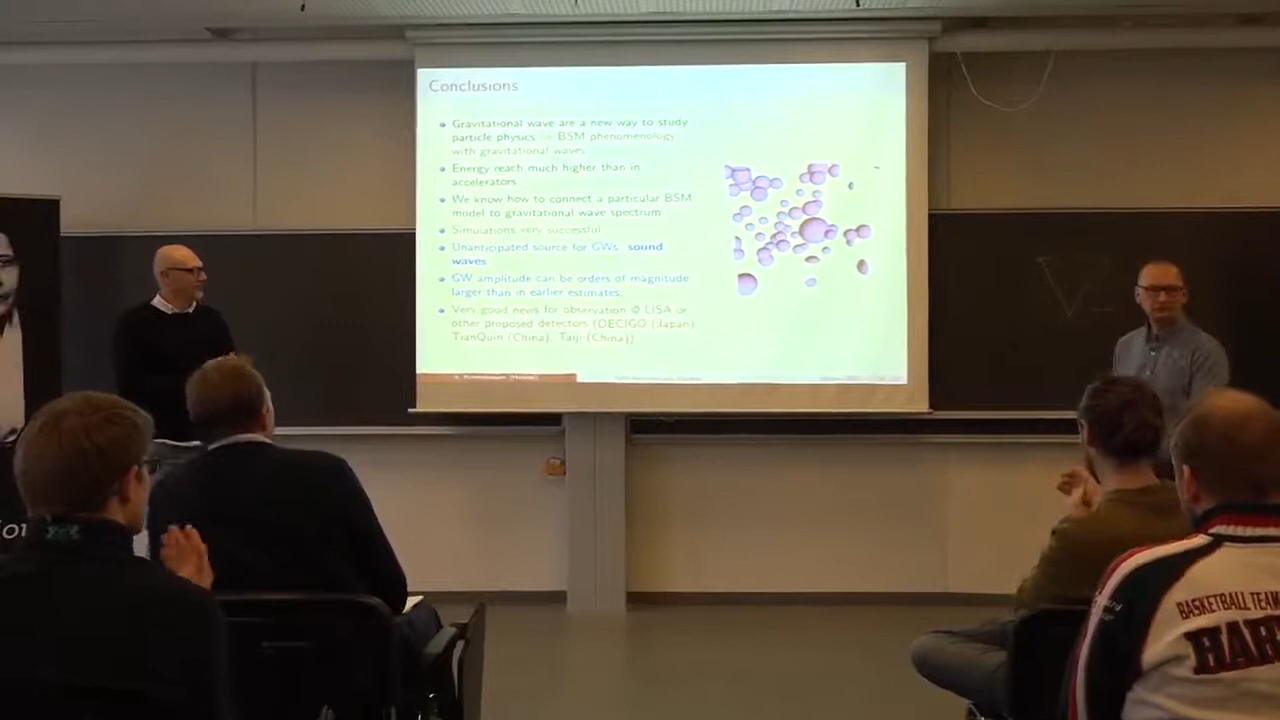 Conclusions
Gravitational wave are a new way to study
particle physics → BSM phenomenology
with gravitational waves
Energy reach much higher than in
accelerators
We know how to connect a particular BSM
model to gravitational wave spectrum
Simulations very successful
Unanticipated source for GWs: sound
waves
GW amplitude can be orders of magnitude
larger than in earlier estimates.
Very good news for observation @ LISA or
other proposed detectors (DECIGO (Japan)
TianQuin (China), Taiji (China))
BASKETBALL TEAM
HAR